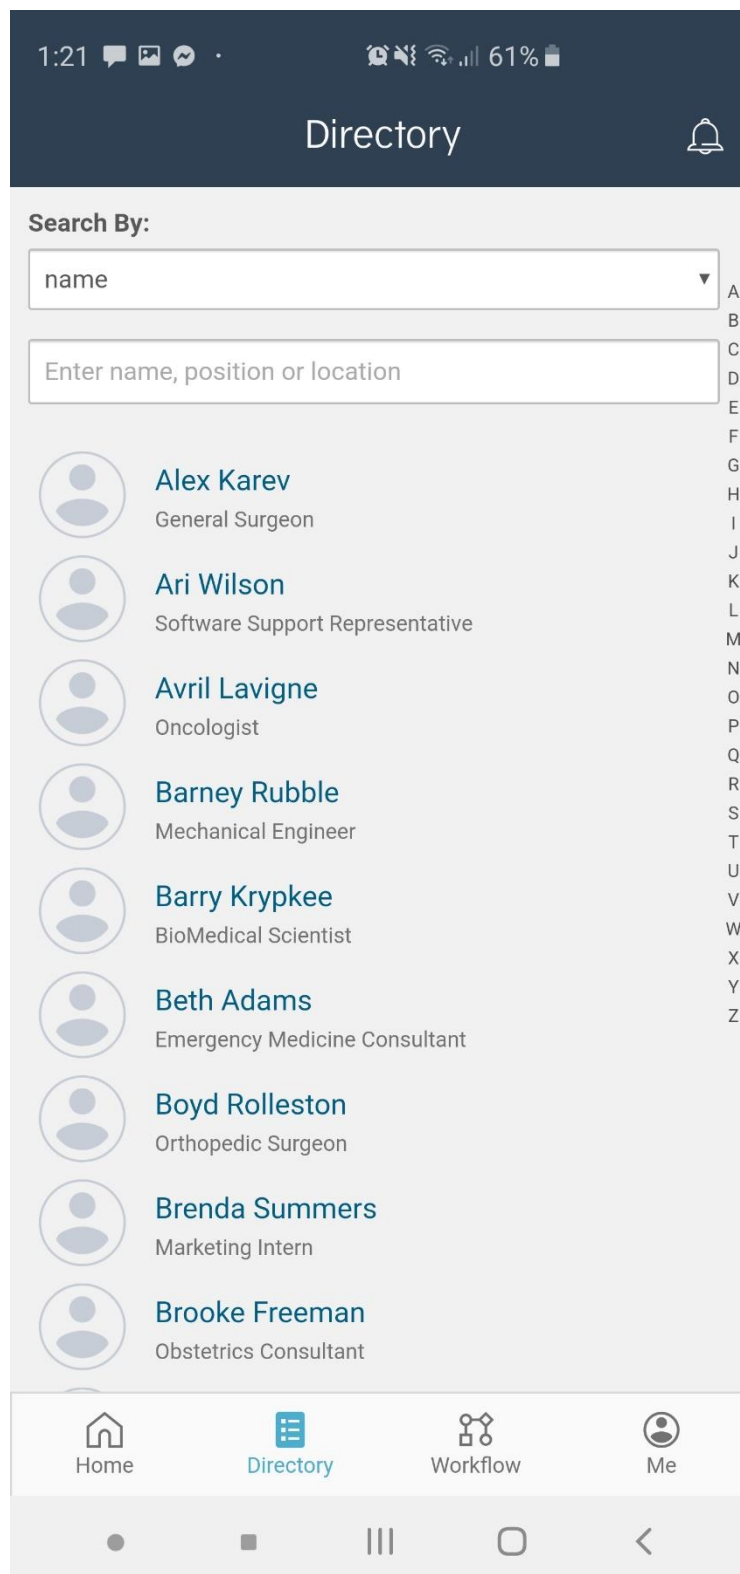 1:21 61%
Directory
Search By:
name
Enter name, position or location
Alex Karev
General Surgeon
Ari Wilson
Software Support Representative
Avril Lavigne
Oncologist
Barney Rubble
Mechanical Engineer
Barry Krypkee
BioMedical Scientist
Beth Adams
Emergency Medicine Consultant
Boyd Rolleston
Orthopedic Surgeon
Brenda Summers
Marketing Intern
Brooke Freeman
Obstetrics Consultant
A
B
C
D
E
F
G
H
I
J
K
L
M
N
O
P
Q
R
S
T
U
V
W
X
Y
Z
Home Directory Workflow Me